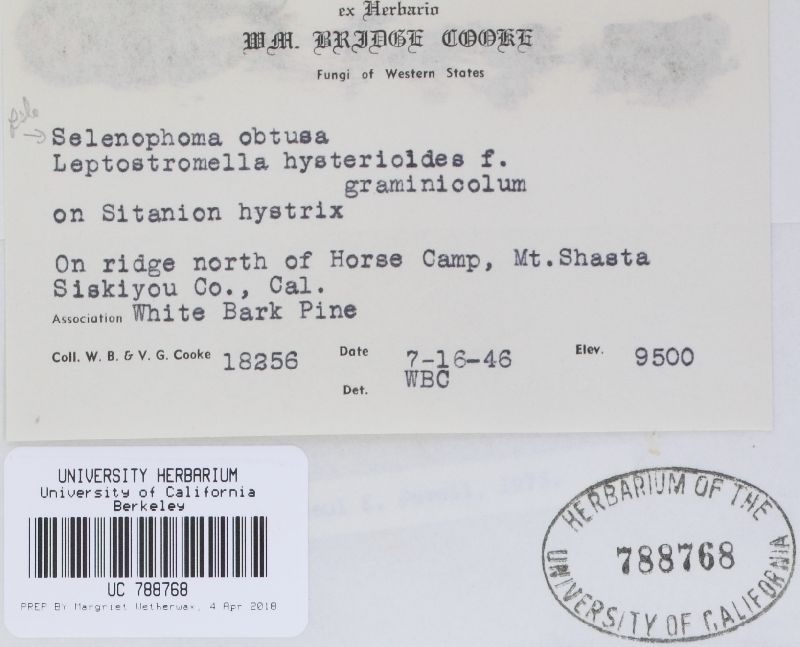 ex Herbario
WM. BRIDGE COOKE
Fungi of Western States
→ Selenophoma obtusa
Leptostromella hysterioides f.
graminicolum
on Sitanion hystrix
On ridge north of Horse Camp, Mt.Shasta
Siskiyou Co., Cal.
Association White Bark Pine
Coll. W. B. & V. G. Cooke 18256 Date 7-16-46 Elev. 9500
Det. WBC
UNIVERSITY HERBARIUM
University of California
Berkeley
UC 788768
PREP By Margriet Wetherwax, 4 Apr 2018
HERBARIUM OF THE
788768
UNIVERSITY OF CALIFORNIA